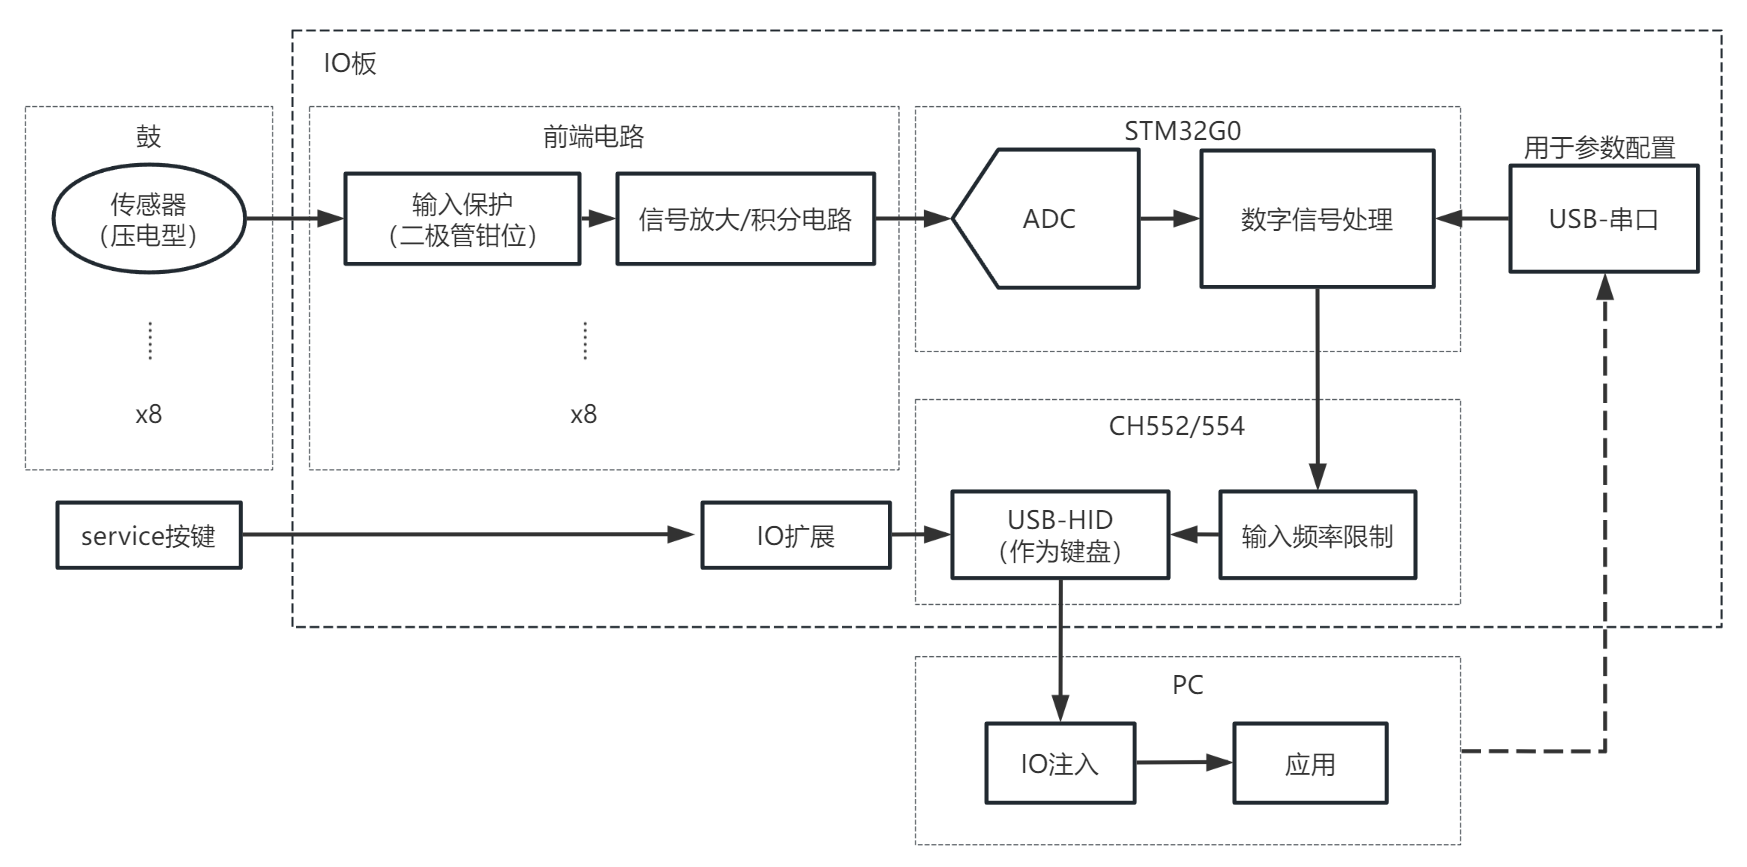 IO板
鼓
传感器
（压电型）
x8
前端电路
输入保护
（二极管钳位）
信号放大/积分电路
x8
STM32G0
ADC
数字信号处理
用于参数配置
USB-串口
CH552/554
service按键
IO扩展
USB-HID
（作为键盘）
输入频率限制
PC
IO注入
应用